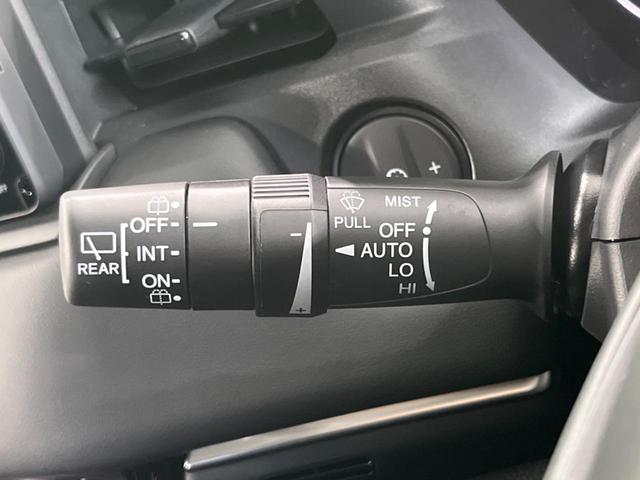 REAR
OFF
INT
ON
−
+
PULL
MIST
OFF
AUTO
LO
HI
+